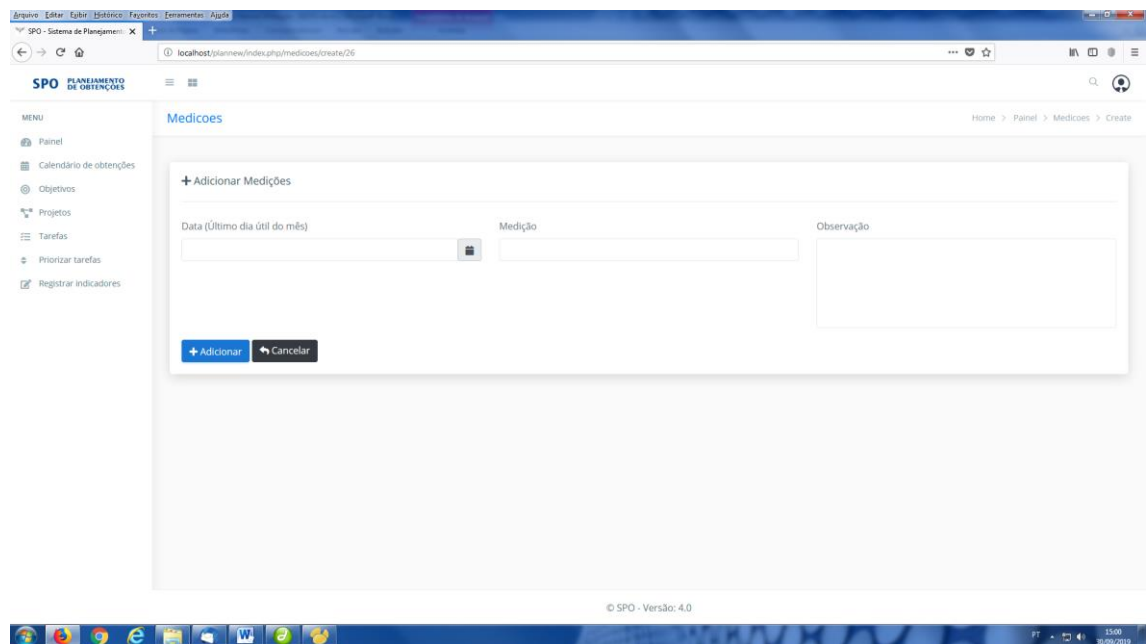 Arquivo Editar Exibir Histórico Favoritos Ferramentas Ajuda
SPO - Sistema de Planejament
localhost/plannew/index.php/medicoes/create/26
SPO PLANEJAMENTO DE OBTENÇÕES
MENU
Medicoes
Home > Painel > Medicoes > Create
Painel
Calendário de obtenções
Objetivos
Projetos
Tarefas
Priorizar tarefas
Registrar indicadores
Adicionar Medições
Data (Último dia útil do mês)
Medição
Observação
Adicionar
Cancelar
© SPO - Versão: 4.0
PT
15:00
30/09/2019